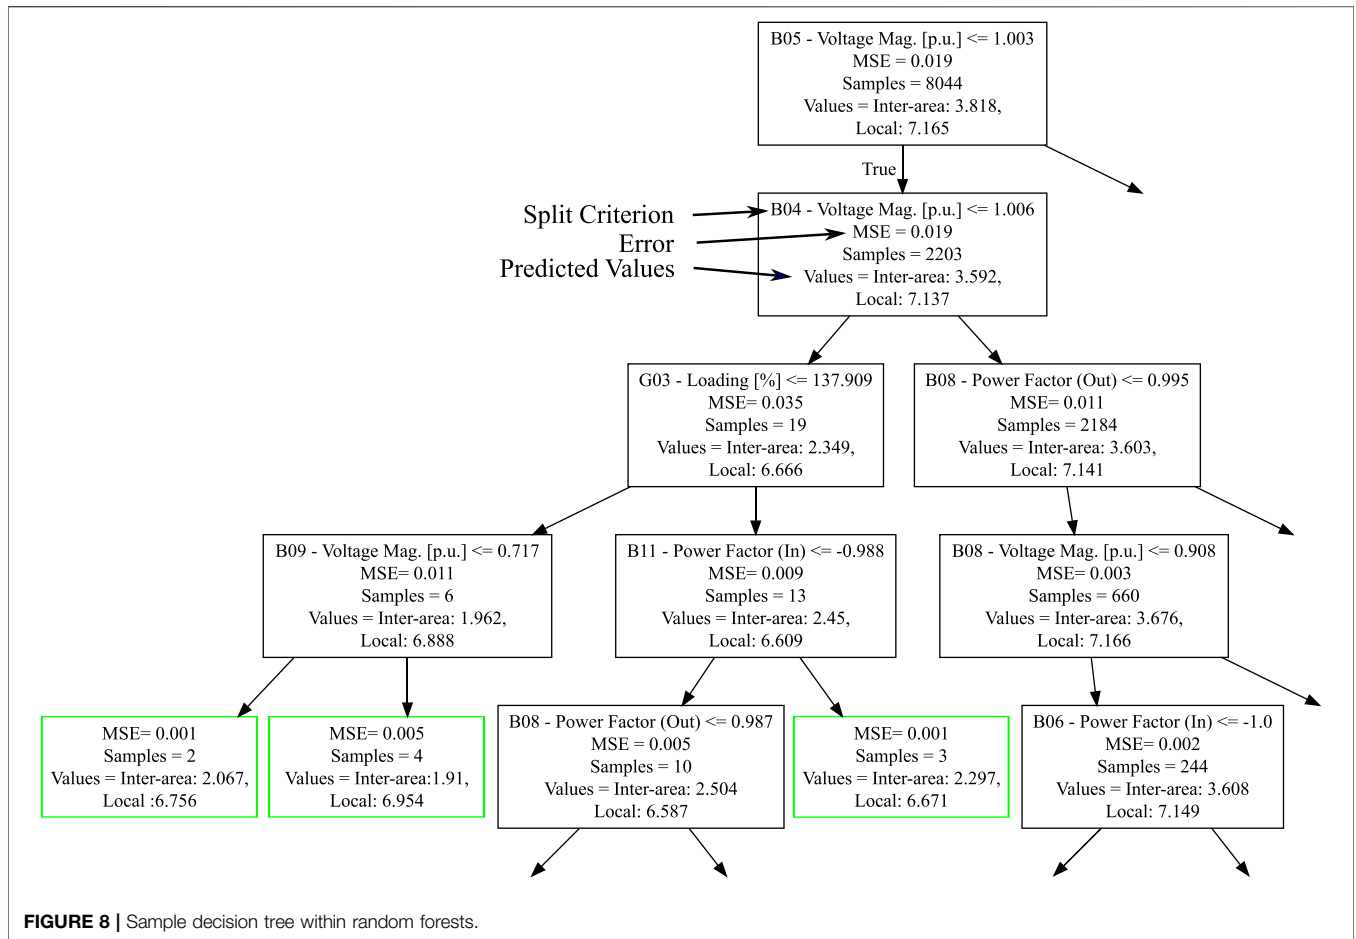 B05 - Voltage Mag. [p.u.] <= 1.003
MSE = 0.019
Samples = 8044
Values = Inter-area: 3.818,
Local: 7.165
True
Split Criterion
Error
Predicted Values
B04 - Voltage Mag. [p.u.] <= 1.006
MSE = 0.019
Samples = 2203
Values = Inter-area: 3.592,
Local: 7.137
G03 - Loading [%] <= 137.909
MSE= 0.035
Samples = 19
Values = Inter-area: 2.349,
Local: 6.666
B08 - Power Factor (Out) <= 0.995
MSE= 0.011
Samples = 2184
Values = Inter-area: 3.603,
Local: 7.141
B09 - Voltage Mag. [p.u.] <= 0.717
MSE= 0.011
Samples = 6
Values = Inter-area: 1.962,
Local: 6.888
B11 - Power Factor (In) <= -0.988
MSE= 0.009
Samples = 13
Values = Inter-area: 2.45,
Local: 6.609
B08 - Voltage Mag. [p.u.] <= 0.908
MSE= 0.003
Samples = 660
Values = Inter-area: 3.676,
Local: 7.166
MSE= 0.001
Samples = 2
Values = Inter-area: 2.067,
Local :6.756
MSE= 0.005
Samples = 4
Values = Inter-area:1.91,
Local: 6.954
B08 - Power Factor (Out) <= 0.987
MSE = 0.005
Samples = 10
Values = Inter-area: 2.504
Local: 6.587
MSE= 0.001
Samples = 3
Values = Inter-area: 2.297,
Local: 6.671
B06 - Power Factor (In) <= -1.0
MSE= 0.002
Samples = 244
Values = Inter-area: 3.608
Local: 7.149
FIGURE 8 | Sample decision tree within random forests.